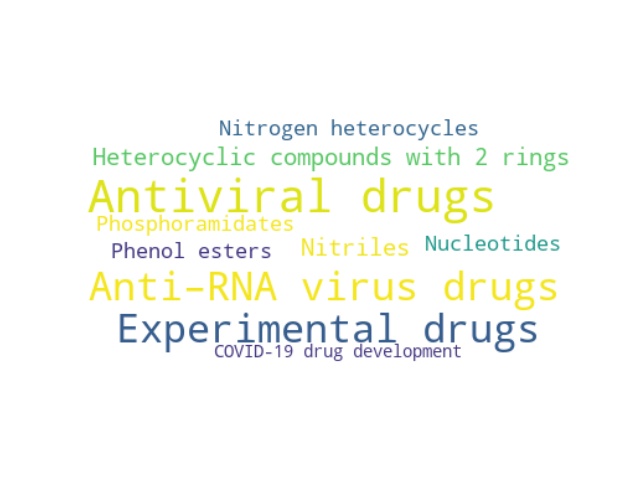 Nitrogen heterocycles
Heterocyclic compounds with 2 rings
Antiviral drugs
Phosphoramidates
Phenol esters
Nitriles
Nucleotides
Anti–RNA virus drugs
Experimental drugs
COVID-19 drug development